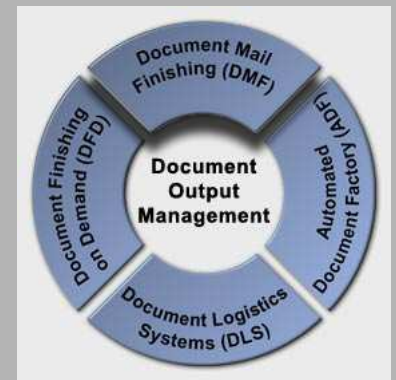 Document Mail
Finishing (DMF)
Automated
Document Factory (ADF)
Document Logistics
Systems (DLS)
Document Finishing
on Demand (DFD)
Document
Output
Management